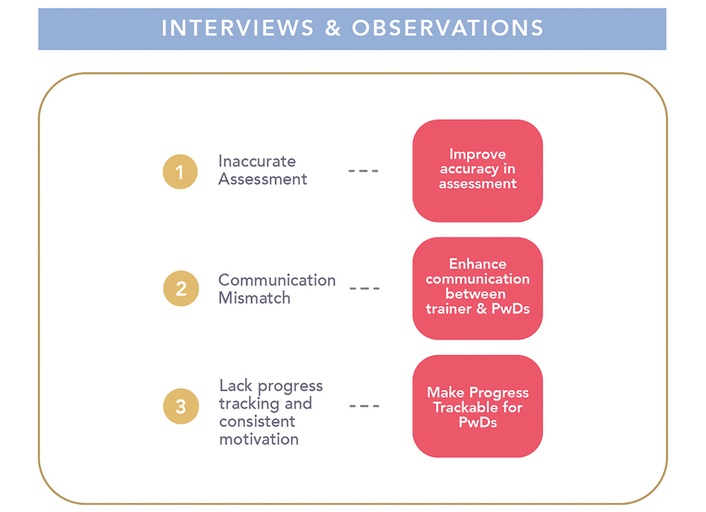 INTERVIEWS & OBSERVATIONS
1
Inaccurate
Assessment
Improve
accuracy in
assessment
2
Communication
Mismatch
Enhance
communication
between
trainer & PwDs
3
Lack progress
tracking and
consistent
motivation
Make Progress
Trackable for
PwDs